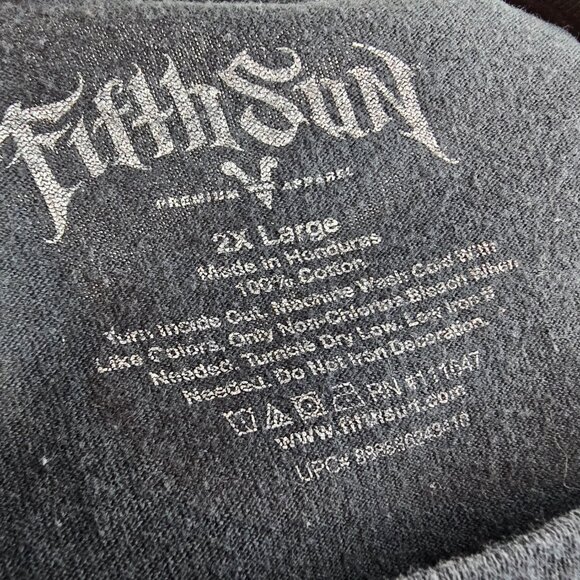 FifthSun
PREMIUM APPAREL
2X Large
Made in Honduras
100% Cotton
Turn Inside Out. Machine Wash Cold With
Like Colors. Only Non-Chlorine Bleach When
Needed. Tumble Dry Low. Low Iron If
Needed. Do Not Iron Decoration.
RN #111647
www.fifthsun.com
UPC#